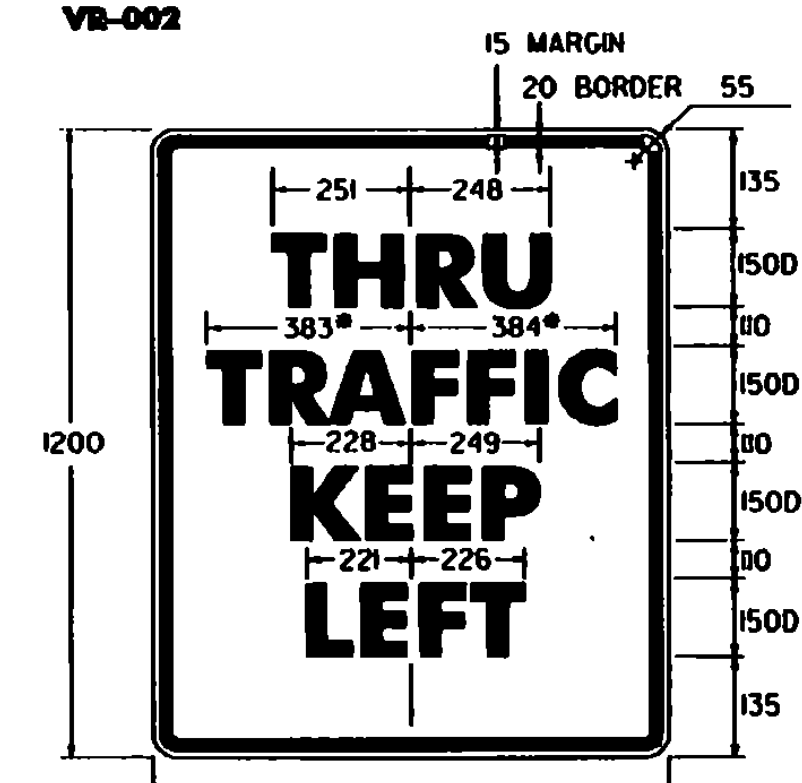 VR-002
15 MARGIN
20 BORDER 55
251 248 135
THRU 150D
383* 384* 110
TRAFFIC 150D
1200 228 249 110
KEEP 150D
221 226 110
LEFT 150D
135